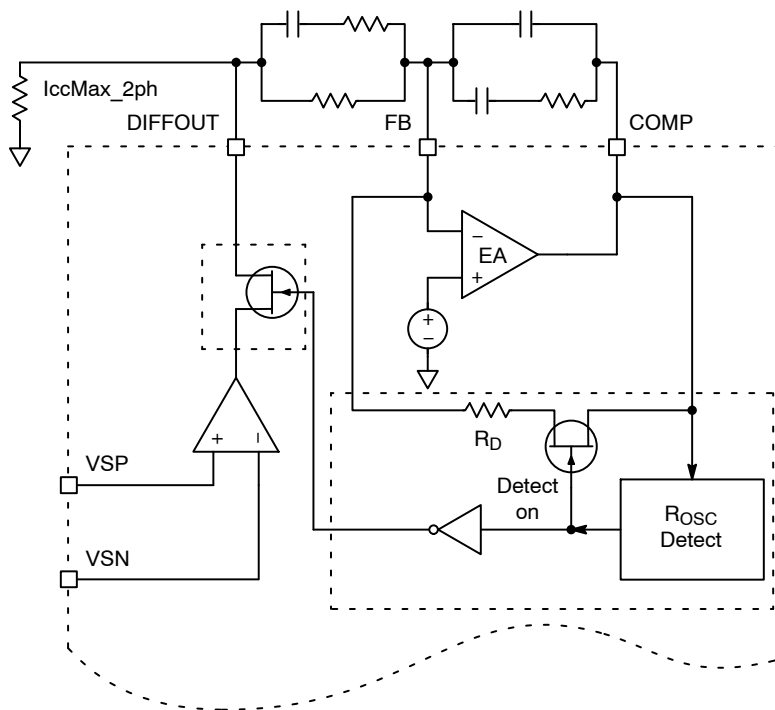 IccMax_2ph
DIFFOUT
FB
COMP
−
EA
+
+
−
+
−
R_D
VSP
Detect
on
R_OSC
Detect
VSN